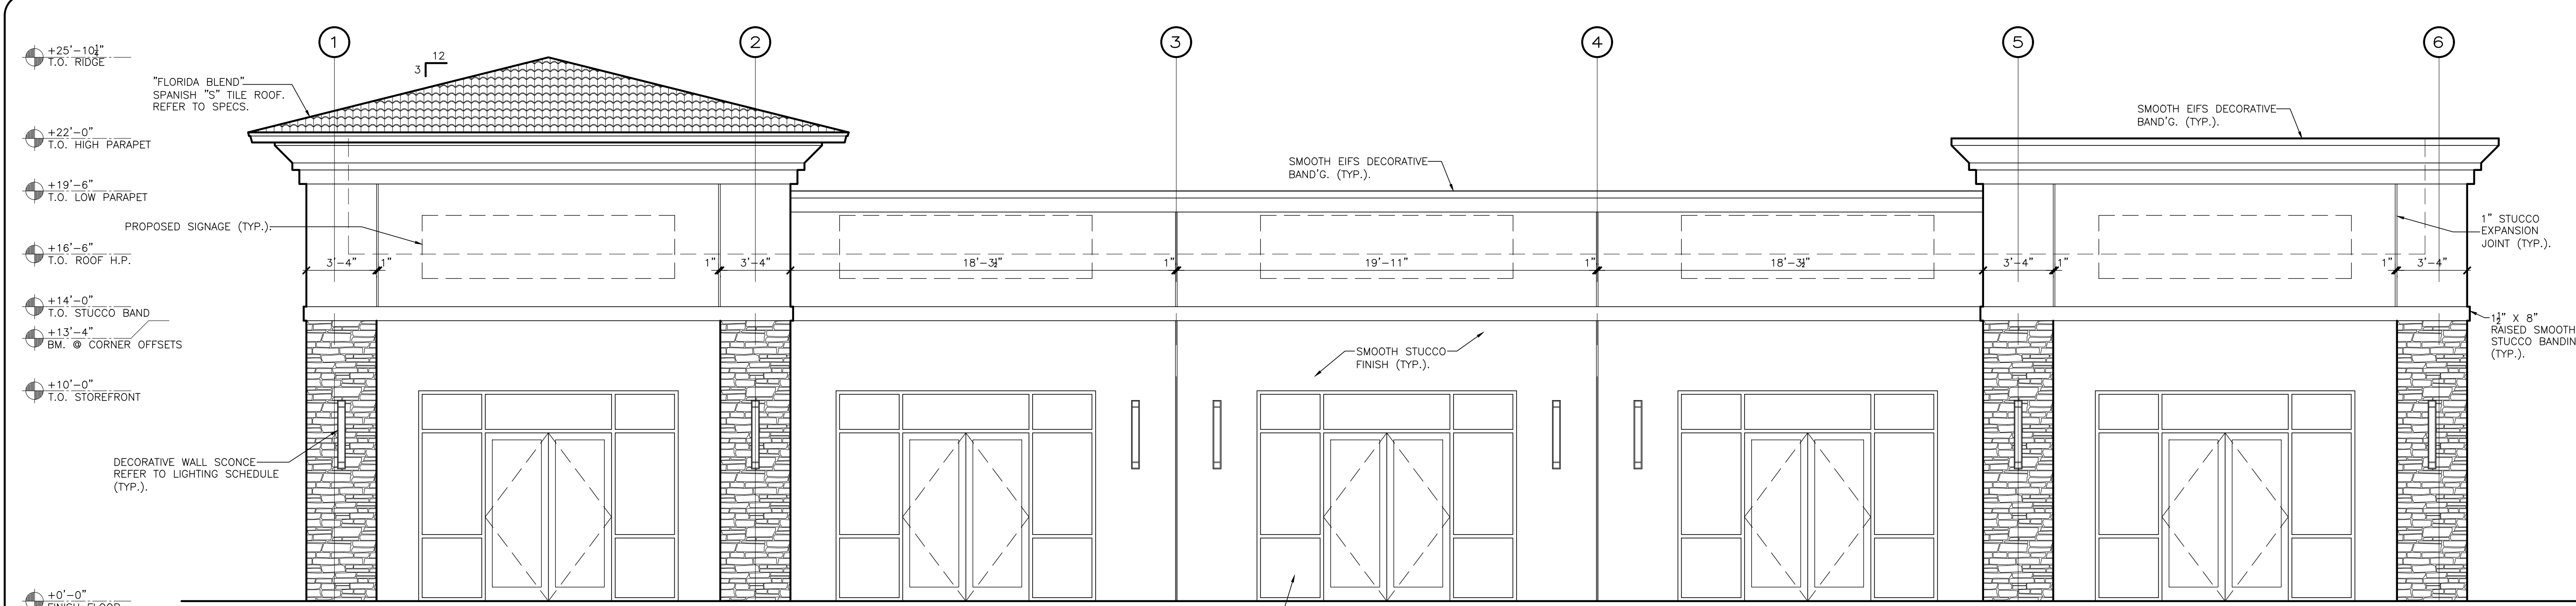 1
2
3
4
5
6
+25'-10¼"
T.O. RIDGE
12
3
"FLORIDA BLEND"
SPANISH "S" TILE ROOF.
REFER TO SPECS.
+22'-0"
T.O. HIGH PARAPET
SMOOTH EIFS DECORATIVE
BAND'G. (TYP.).
SMOOTH EIFS DECORATIVE
BAND'G. (TYP.).
+19'-6"
T.O. LOW PARAPET
PROPOSED SIGNAGE (TYP.).
1" STUCCO
EXPANSION
JOINT (TYP.).
+16'-6"
T.O. ROOF H.P.
3'-4"
1"
1"
3'-4"
18'-3½"
1"
19'-11"
1"
18'-3½"
3'-4"
1"
1"
3'-4"
+14'-0"
T.O. STUCCO BAND
+13'-4"
BM. @ CORNER OFFSETS
1½" X 8"
RAISED SMOOTH
STUCCO BANDIN
(TYP.).
SMOOTH STUCCO
FINISH (TYP.).
+10'-0"
T.O. STOREFRONT
DECORATIVE WALL SCONCE
REFER TO LIGHTING SCHEDULE
(TYP.).
+0'-0"
FINISH FLOOR